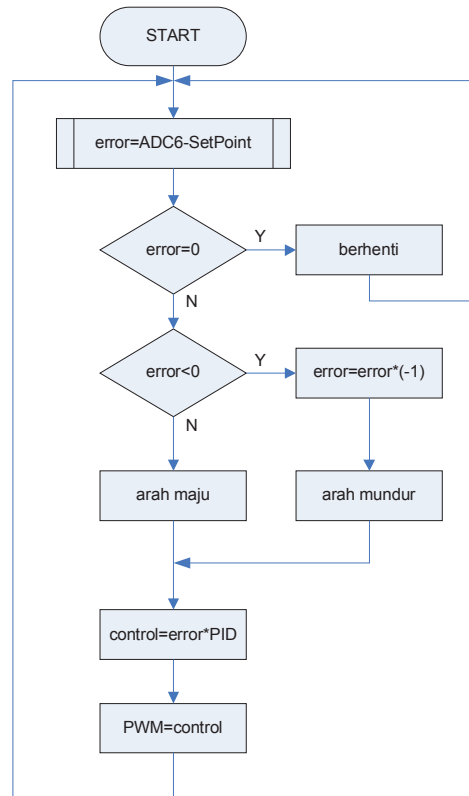 START
error=ADC6-SetPoint
error=0
Y
berhenti
N
error<0
Y
error=error*(-1)
N
arah maju
arah mundur
control=error*PID
PWM=control